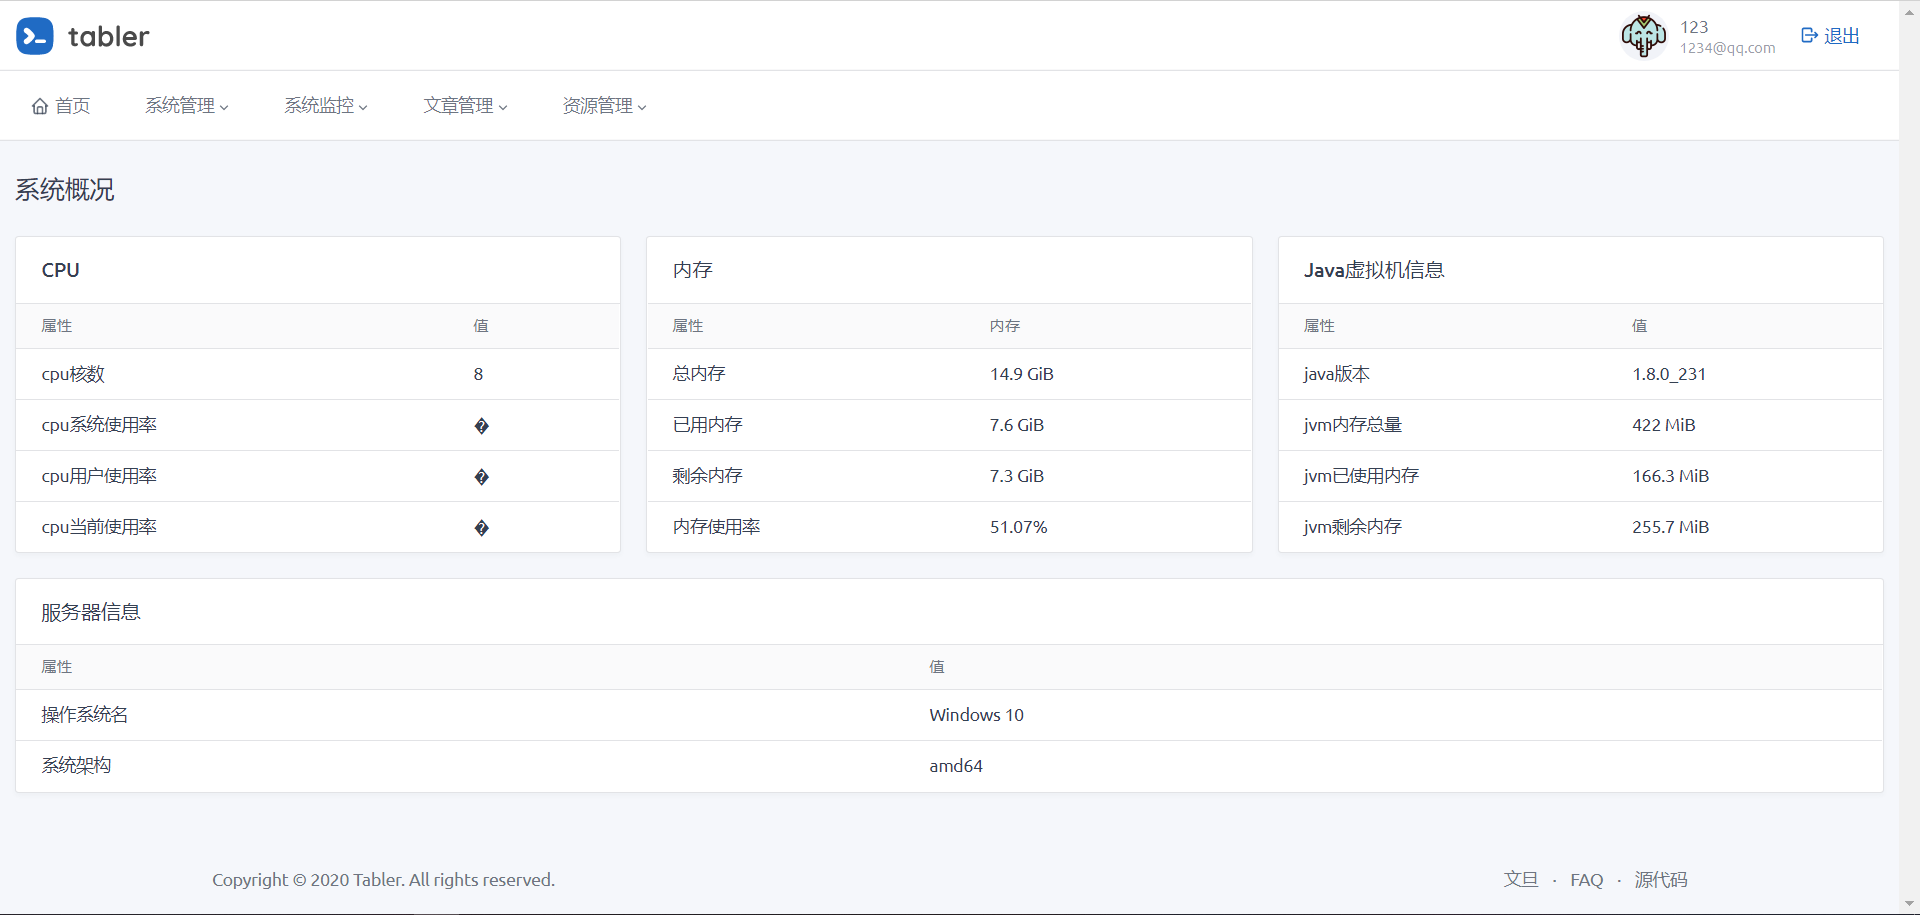 tabler
123
1234@qq.com
退出
首页 系统管理 系统监控 文章管理 资源管理
系统概况
CPU
属性 值
cpu核数 8
cpu系统使用率 �
cpu用户使用率 �
cpu当前使用率 �
内存
属性 内存
总内存 14.9 GiB
已用内存 7.6 GiB
剩余内存 7.3 GiB
内存使用率 51.07%
Java虚拟机信息
属性 值
java版本 1.8.0_231
jvm内存总量 422 MiB
jvm已使用内存 166.3 MiB
jvm剩余内存 255.7 MiB
服务器信息
属性 值
操作系统名 Windows 10
系统架构 amd64
Copyright © 2020 Tabler. All rights reserved.
文旦 · FAQ · 源代码